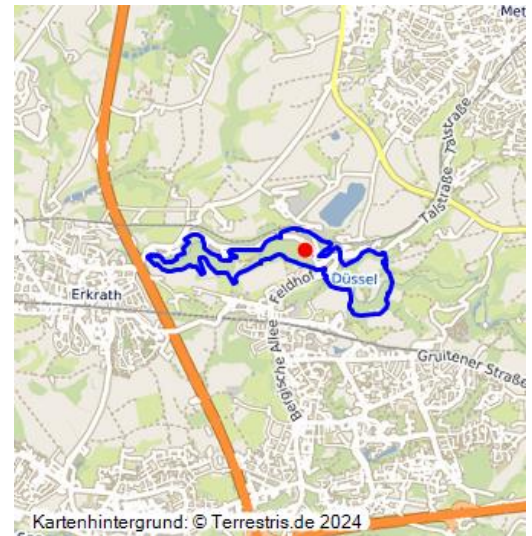 Met
Talstraße
Talstraße
Düssel
Feldhof
Erkrath
Bergische Allee
Gruitener Straße
Kartenhintergrund: © Terrestris.de 2024